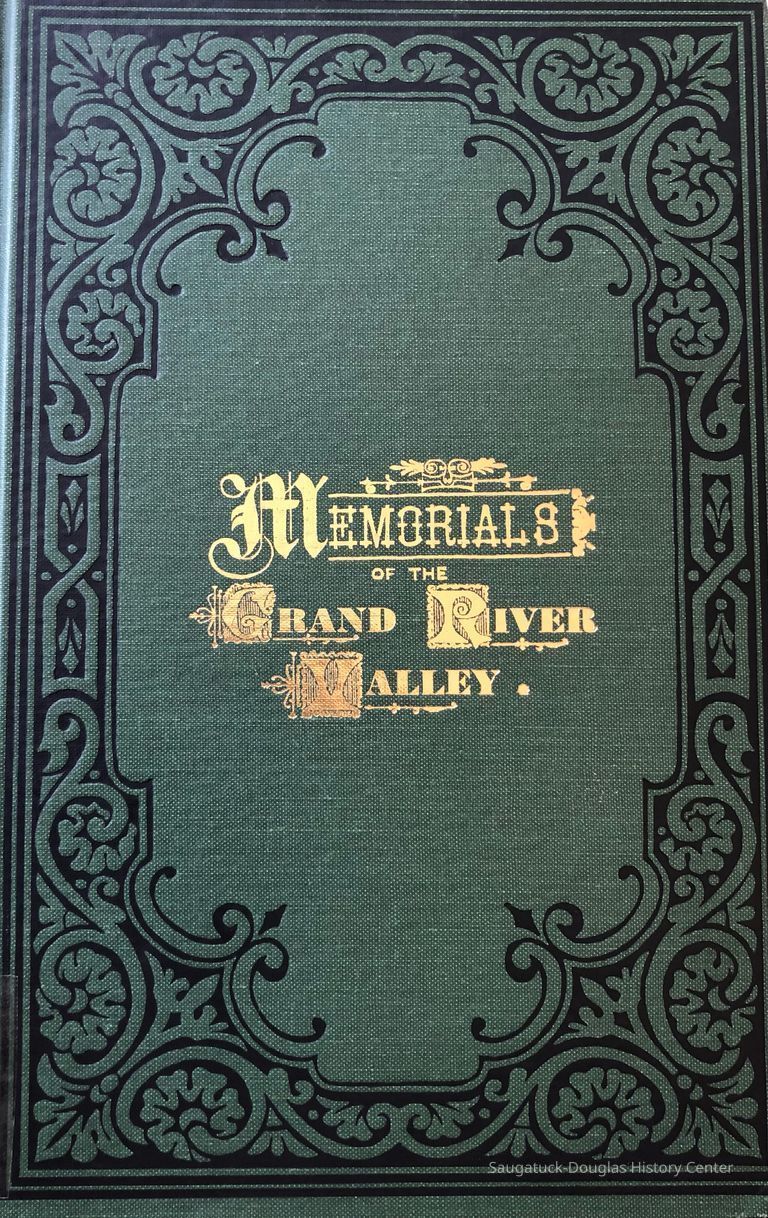 MEMORIALS
OF THE
GRAND RIVER
VALLEY.
Saugatuck-Douglas History Center